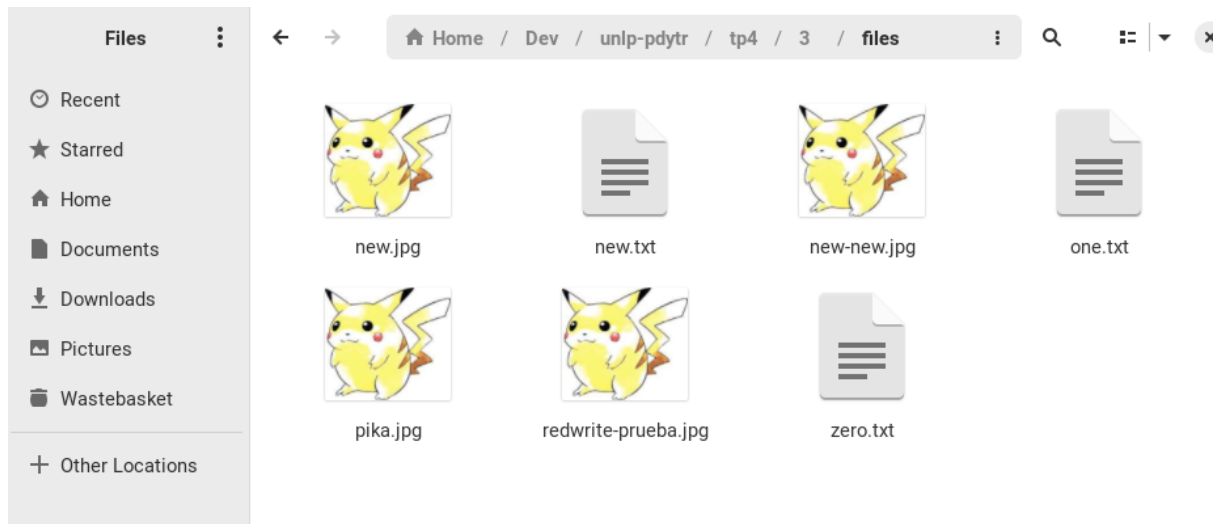 Files
Home / Dev / unlp-pdytr / tp4 / 3 / files
Recent
Starred
Home
Documents
Downloads
Pictures
Wastebasket
Other Locations
new.jpg
new.txt
new-new.jpg
one.txt
pika.jpg
redwrite-prueba.jpg
zero.txt